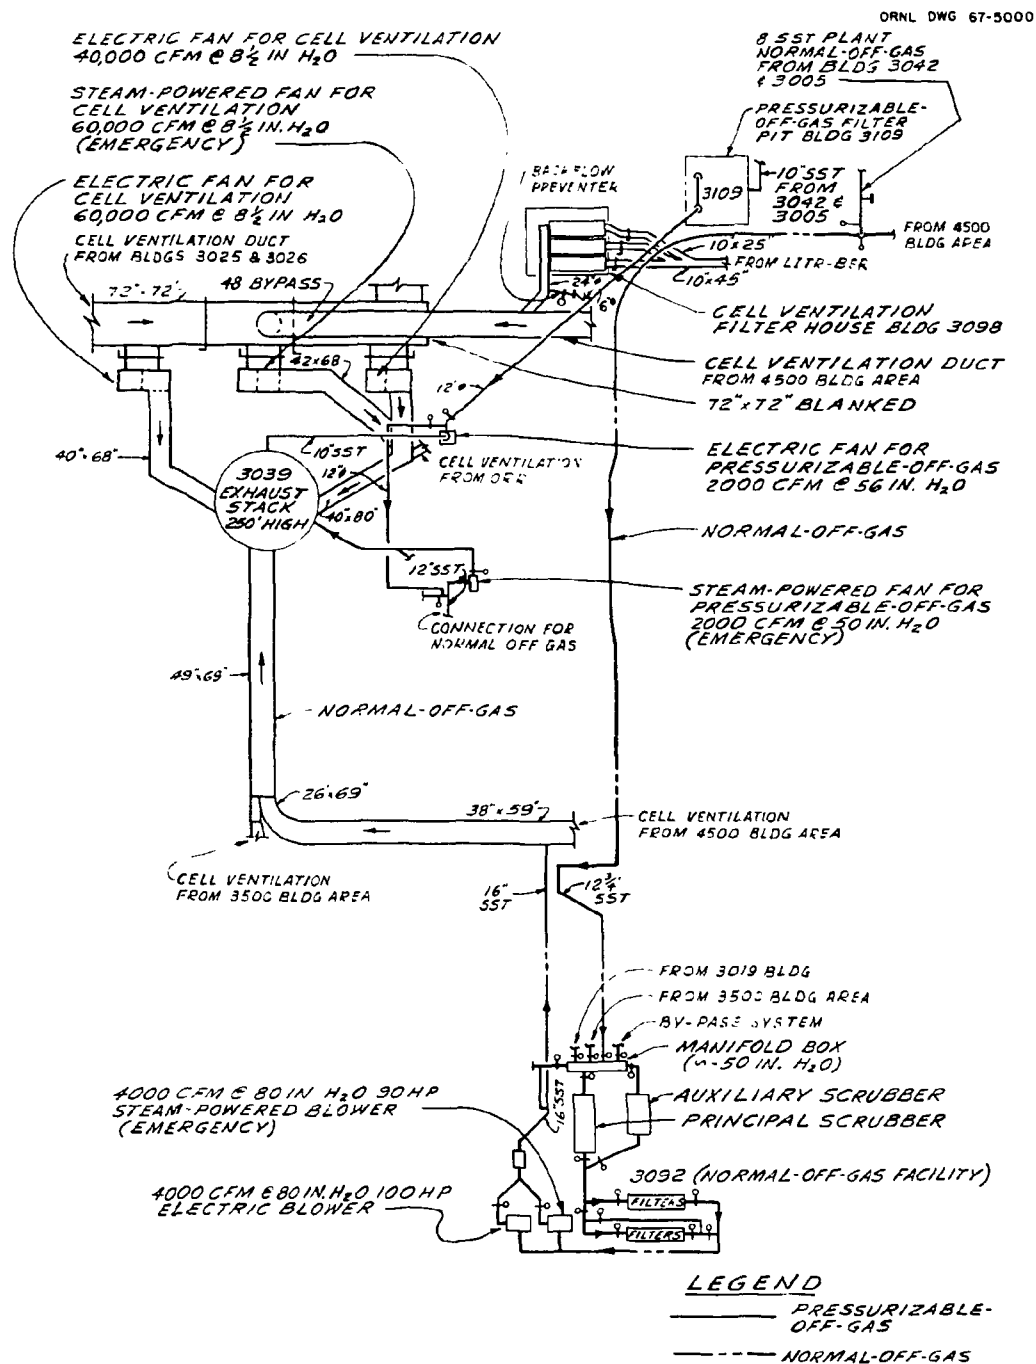 ORNL DWG 67-5000
ELECTRIC FAN FOR CELL VENTILATION
40,000 CFM @ 8½ IN H₂O
STEAM-POWERED FAN FOR
CELL VENTILATION
60,000 CFM @ 8½ IN. H₂O
(EMERGENCY)
ELECTRIC FAN FOR
CELL VENTILATION
60,000 CFM @ 8½ IN H₂O
CELL VENTILATION DUCT
FROM BLDGS 3025 & 3026
8 SST PLANT
NORMAL-OFF-GAS
FROM BLDG 3042
& 3005
PRESSURIZABLE-
OFF-GAS FILTER
PIT BLDG 3109
BACKFLOW
PREVENTER
3109
10" SST
FROM
3042 &
3005
FROM 4500
BLDG AREA
10 x 25"
FROM LITR-BSR
10 x 45"
24"ø
6"ø
72" x 72"
48 BYPASS
CELL VENTILATION
FILTER HOUSE BLDG 3098
42 x 68
CELL VENTILATION DUCT
FROM 4500 BLDG AREA
12"ø
72" x 72" BLANKED
40" x 68"
10" SST
3039
EXHAUST
STACK
250' HIGH
12"ø
40 x 80"
CELL VENTILATION
FROM ORR
ELECTRIC FAN FOR
PRESSURIZABLE-OFF-GAS
2000 CFM @ 56 IN. H₂O
NORMAL-OFF-GAS
12" SST
STEAM-POWERED FAN FOR
PRESSURIZABLE-OFF-GAS
2000 CFM @ 50 IN. H₂O
(EMERGENCY)
CONNECTION FOR
NORMAL OFF GAS
49" x 69"
NORMAL-OFF-GAS
26" x 69"
38" x 59"
CELL VENTILATION
FROM 4500 BLDG AREA
CELL VENTILATION
FROM 3500 BLDG AREA
16"
SST
12¾"
SST
FROM 3019 BLDG
FROM 3500 BLDG AREA
BY-PASS SYSTEM
MANIFOLD BOX
(~-50 IN. H₂O)
16" SST
4000 CFM @ 80 IN H₂O 90 HP
STEAM-POWERED BLOWER
(EMERGENCY)
AUXILIARY SCRUBBER
PRINCIPAL SCRUBBER
3092 (NORMAL-OFF-GAS FACILITY)
4000 CFM @ 80 IN. H₂O 100 HP
ELECTRIC BLOWER
FILTERS
FILTERS
LEGEND
PRESSURIZABLE-
OFF-GAS
NORMAL-OFF-GAS